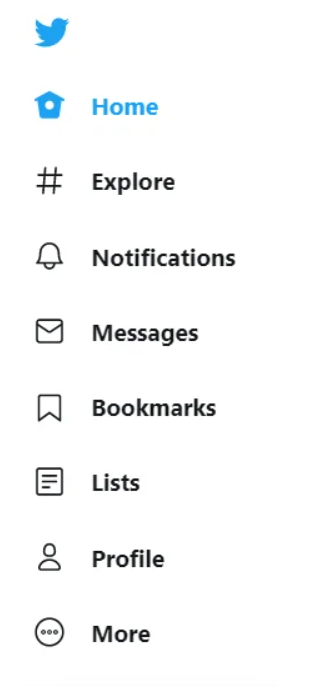 Home
Explore
Notifications
Messages
Bookmarks
Lists
Profile
More